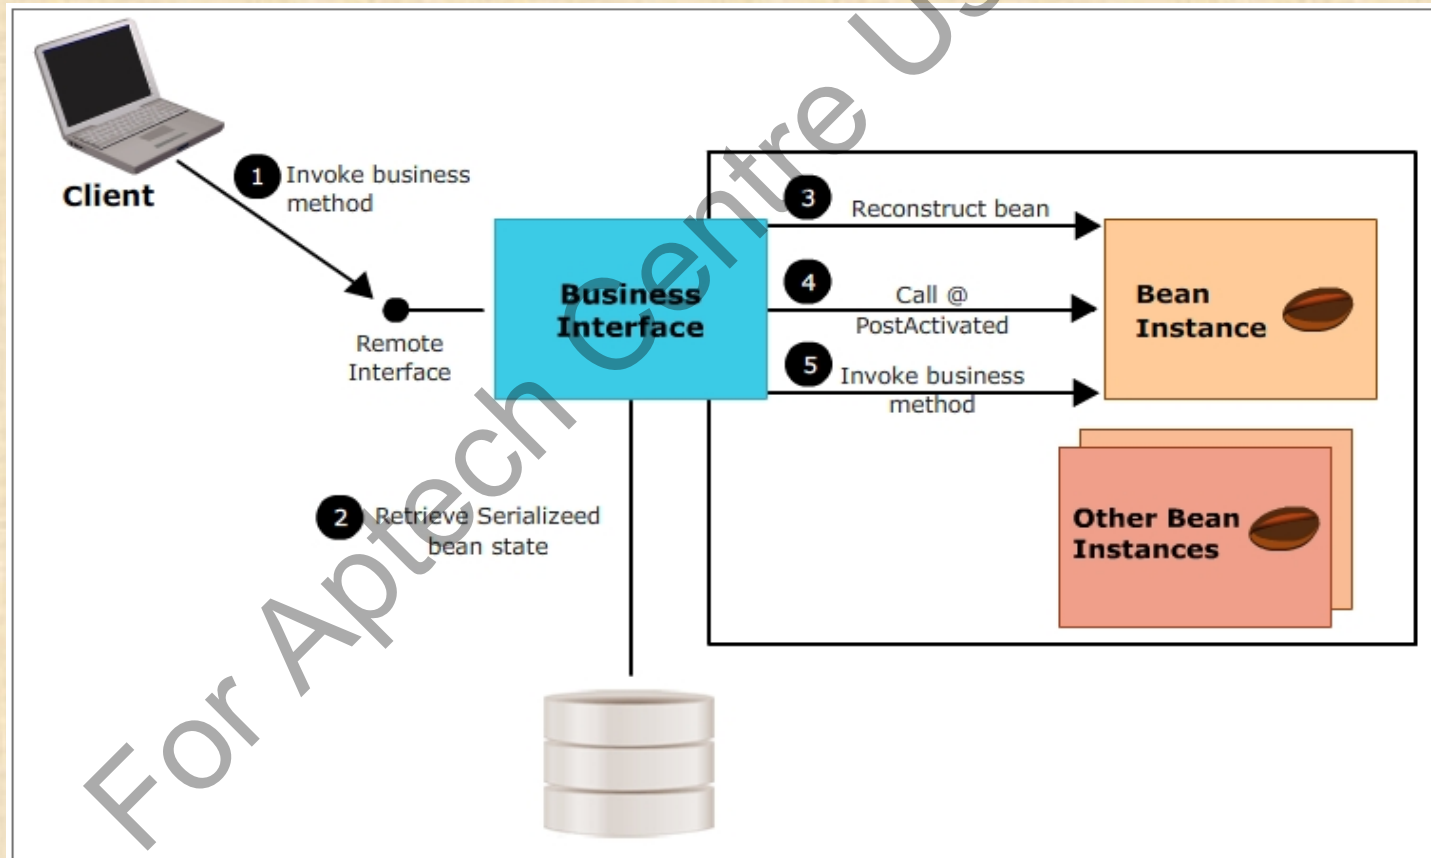 Client
1
Invoke business
method
Remote
Interface
Business
Interface
2
Retrieve Serializeed
bean state
3
Reconstruct bean
4
Call @
PostActivated
5
Invoke business
method
Bean
Instance
Other Bean
Instances
For Aptech Centre Us